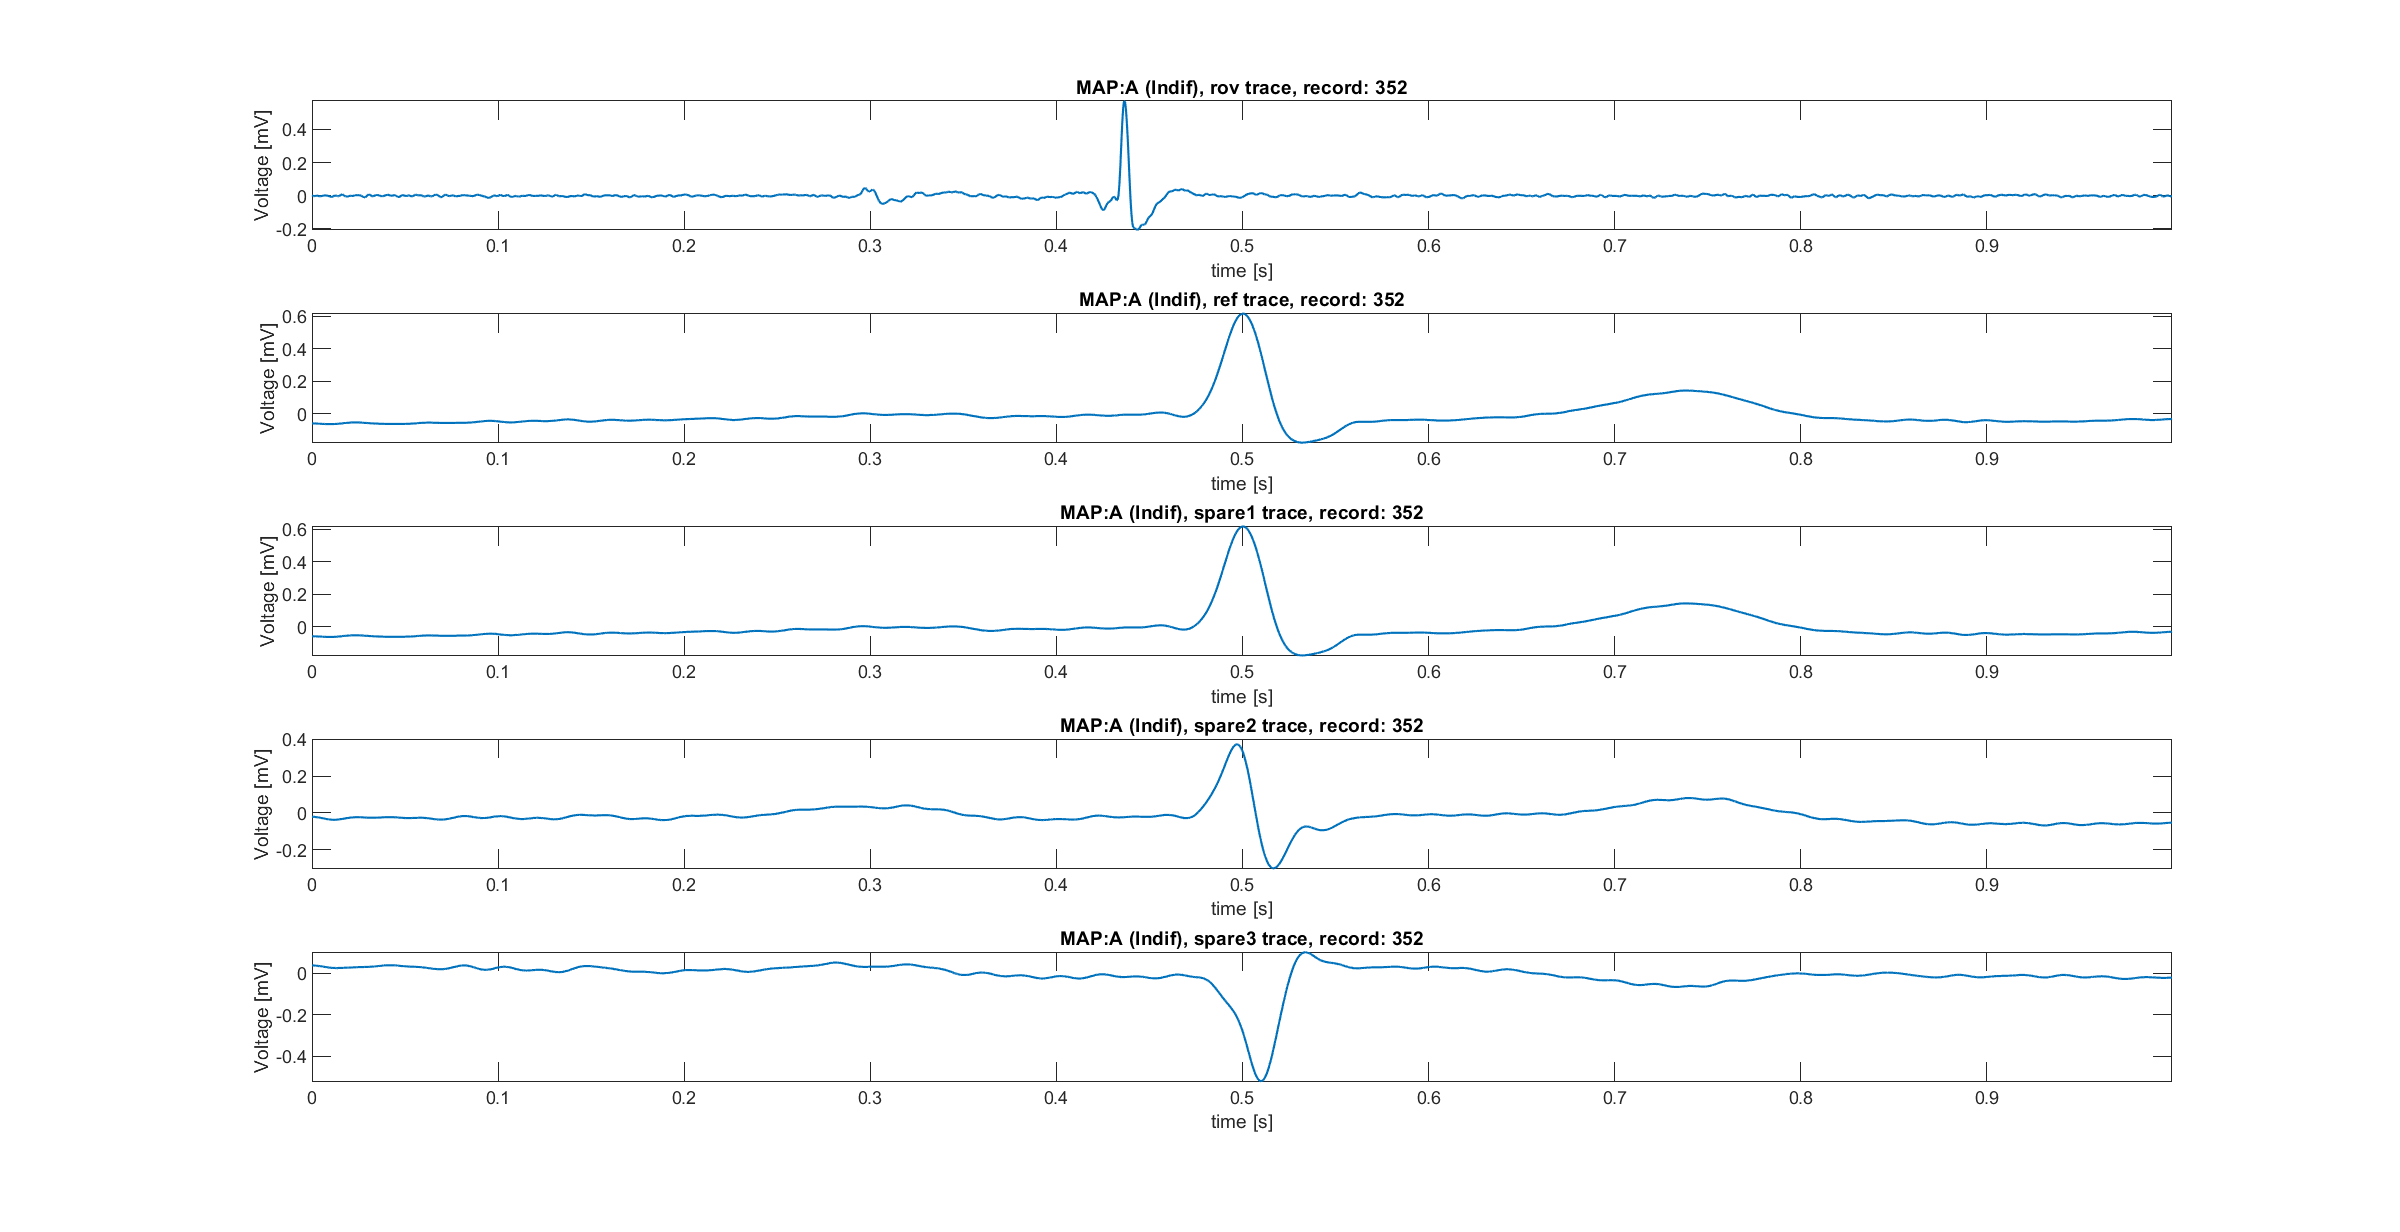 MAP:A (Indif), rov trace, record: 352
Voltage [mV]
0.4
0.2
0
-0.2
0 0.1 0.2 0.3 0.4 0.5 0.6 0.7 0.8 0.9
time [s]
MAP:A (Indif), ref trace, record: 352
Voltage [mV]
0.6
0.4
0.2
0
0 0.1 0.2 0.3 0.4 0.5 0.6 0.7 0.8 0.9
time [s]
MAP:A (Indif), spare1 trace, record: 352
Voltage [mV]
0.6
0.4
0.2
0
0 0.1 0.2 0.3 0.4 0.5 0.6 0.7 0.8 0.9
time [s]
MAP:A (Indif), spare2 trace, record: 352
Voltage [mV]
0.4
0.2
0
-0.2
0 0.1 0.2 0.3 0.4 0.5 0.6 0.7 0.8 0.9
time [s]
MAP:A (Indif), spare3 trace, record: 352
Voltage [mV]
0
-0.2
-0.4
0 0.1 0.2 0.3 0.4 0.5 0.6 0.7 0.8 0.9
time [s]